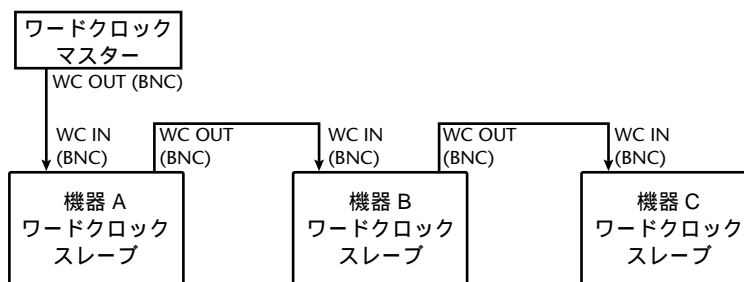 ワードクロック
マスター
WC OUT (BNC)
WC IN
(BNC)
WC OUT
(BNC)
WC IN
(BNC)
WC OUT
(BNC)
WC IN
(BNC)
機器 A
ワードクロック
スレーブ
機器 B
ワードクロック
スレーブ
機器 C
ワードクロック
スレーブ